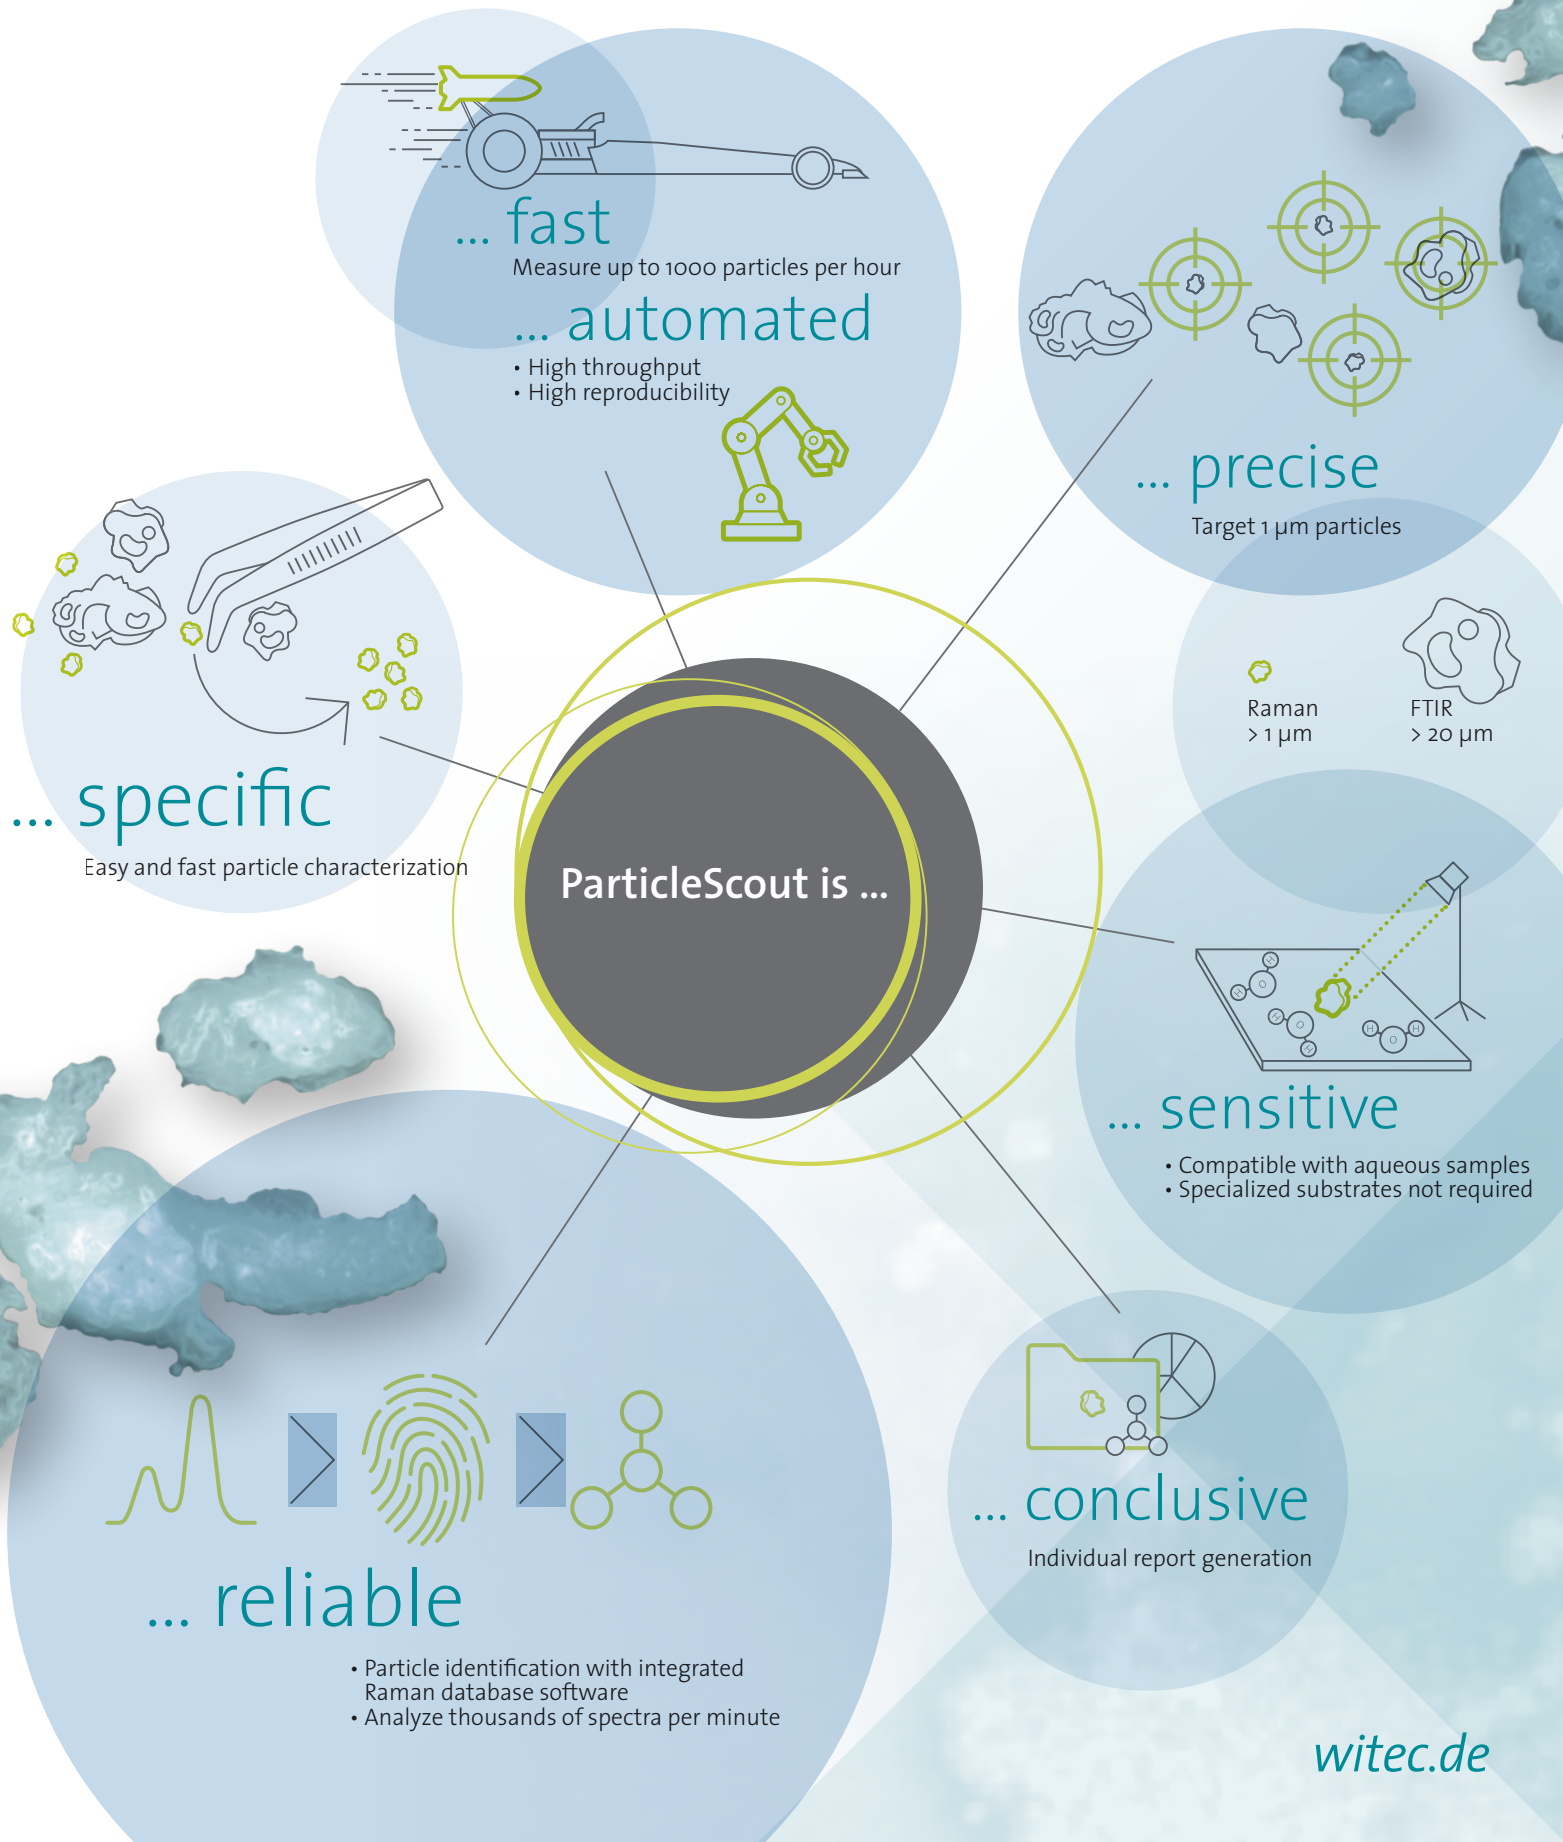 ... fast
Measure up to 1000 particles per hour
... automated
• High throughput
• High reproducibility
... precise
Target 1 µm particles
Raman
> 1 µm
FTIR
> 20 µm
... specific
Easy and fast particle characterization
ParticleScout is ...
H
O
H
H
O
H
H
O
H
... sensitive
• Compatible with aqueous samples
• Specialized substrates not required
... conclusive
Individual report generation
... reliable
• Particle identification with integrated
Raman database software
• Analyze thousands of spectra per minute
witec.de